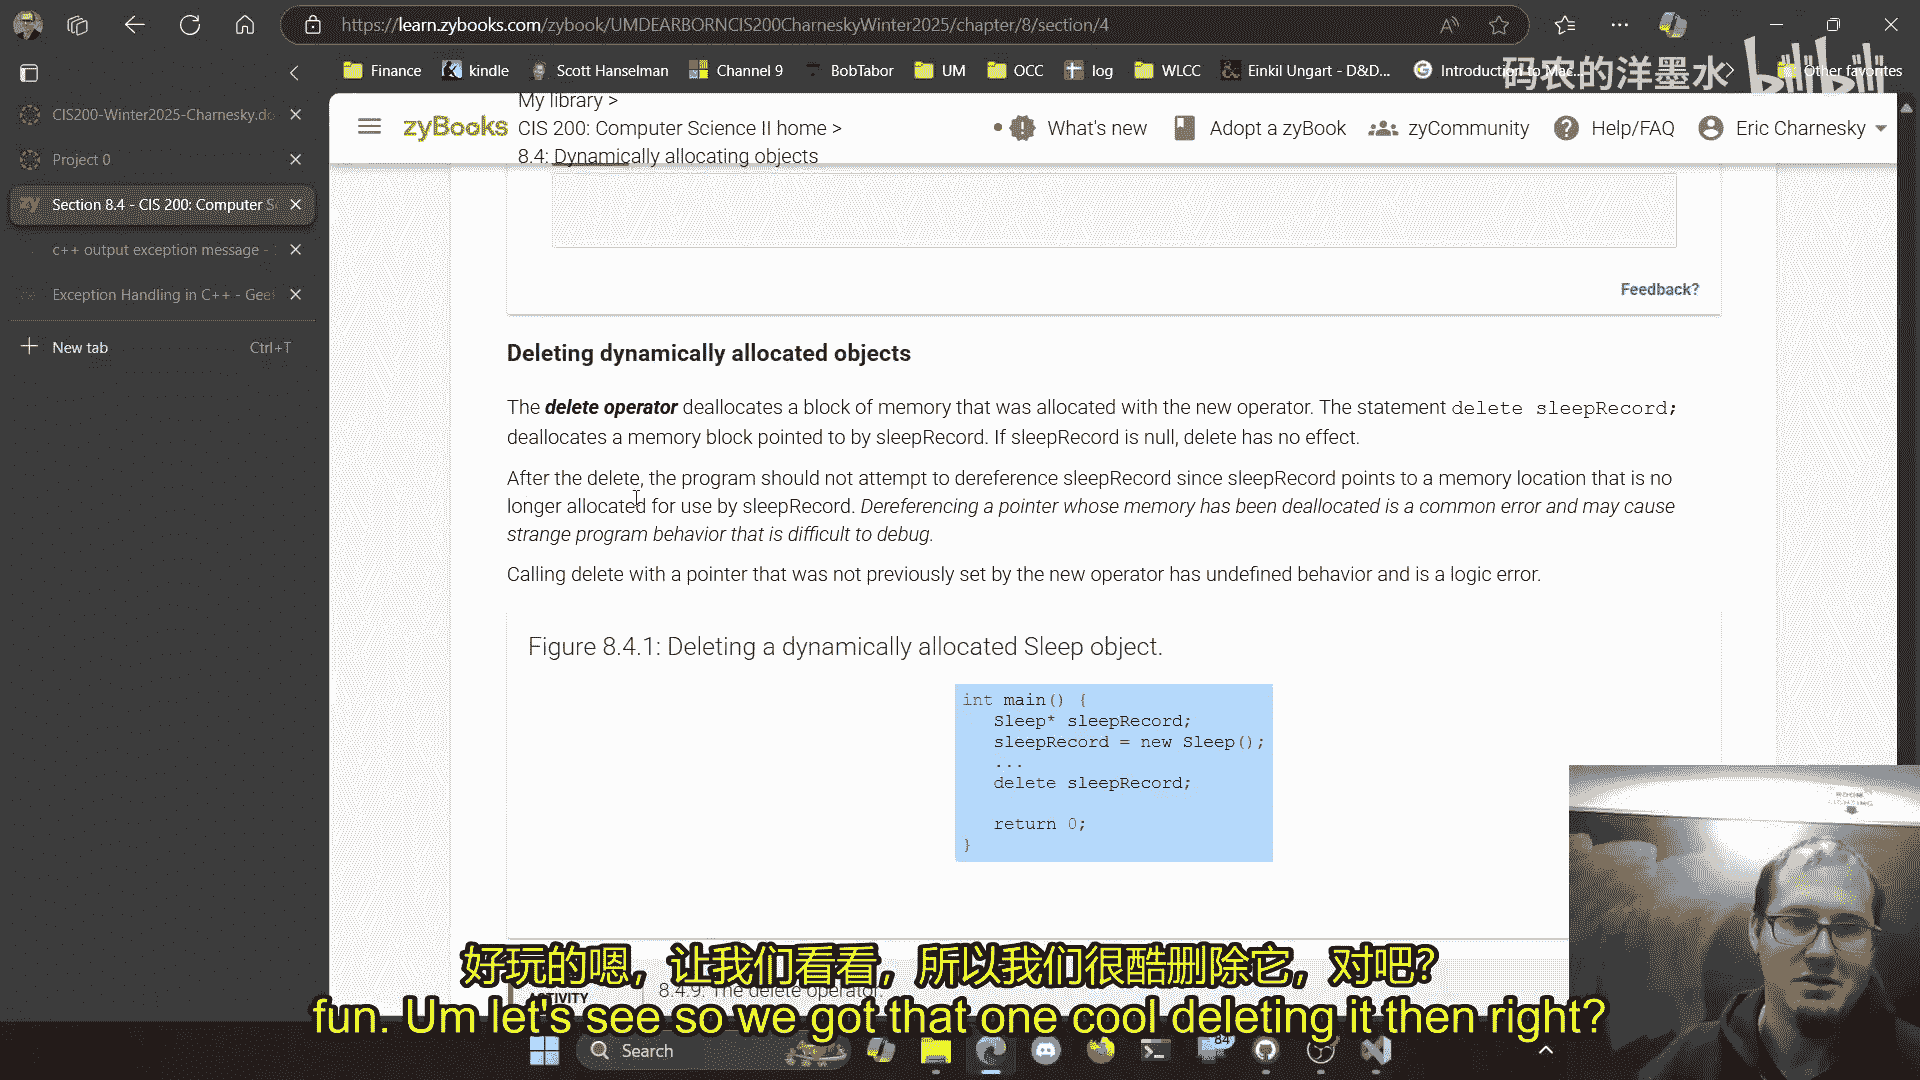 https://learn.zybooks.com/zybook/UMDEARBORNCIS200CharneskyWinter2025/chapter/8/section/4
Finance
kindle
Scott Hanselman
Channel 9
BobTabor
UM
OCC
log
WLCC
Einkil Ungart - D&D...
Introduction to Mac...
Other favorites
码农的洋墨水
bilibili
CIS200-Winter2025-Charnesky.do
Project 0
Section 8.4 - CIS 200: Computer S
c++ output exception message -
Exception Handling in C++ - Gee
New tab
Ctrl+T
zyBooks
My library >
CIS 200: Computer Science II home >
8.4: Dynamically allocating objects
What's new
Adopt a zyBook
zyCommunity
Help/FAQ
Eric Charnesky
Feedback?
Deleting dynamically allocated objects
The delete operator deallocates a block of memory that was allocated with the new operator. The statement delete sleepRecord;
deallocates a memory block pointed to by sleepRecord. If sleepRecord is null, delete has no effect.
After the delete, the program should not attempt to dereference sleepRecord since sleepRecord points to a memory location that is no
longer allocated for use by sleepRecord. Dereferencing a pointer whose memory has been deallocated is a common error and may cause
strange program behavior that is difficult to debug.
Calling delete with a pointer that was not previously set by the new operator has undefined behavior and is a logic error.
Figure 8.4.1: Deleting a dynamically allocated Sleep object.
int main() {
Sleep* sleepRecord;
sleepRecord = new Sleep();
...
delete sleepRecord;
return 0;
}
ACTIVITY
8.4.9: The delete operator.
好玩的嗯，让我们看看，所以我们很酷删除它，对吧？
fun. Um let's see so we got that one cool deleting it then right?
Search
84